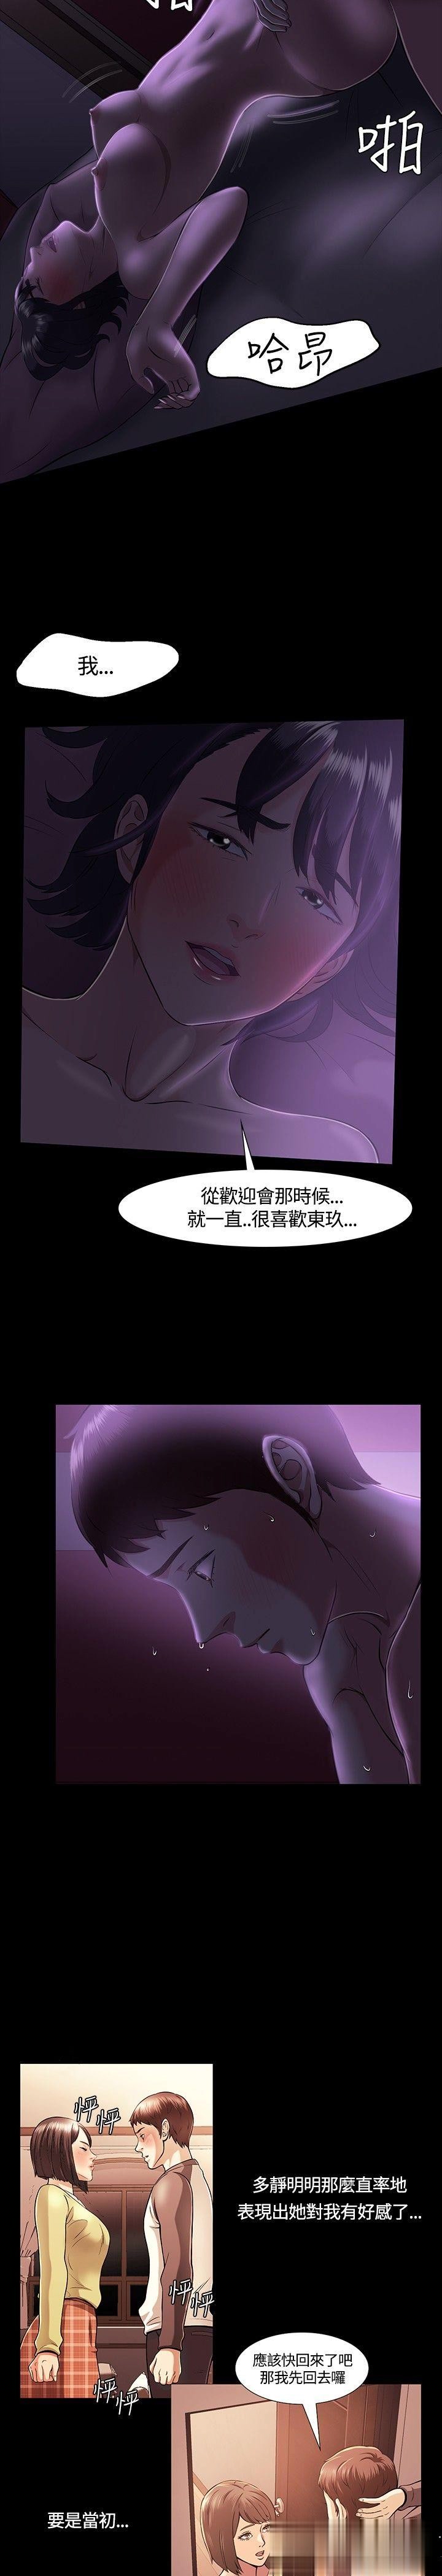 啪
啪
哈昂
我...
從歡迎會那時候...
就一直..很喜歡東玖...
怦
怦
怦
怦
多靜明明那麼直率地
表現出她對我有好感了...
應該快回來了吧
那我先回去囉
要是當初...